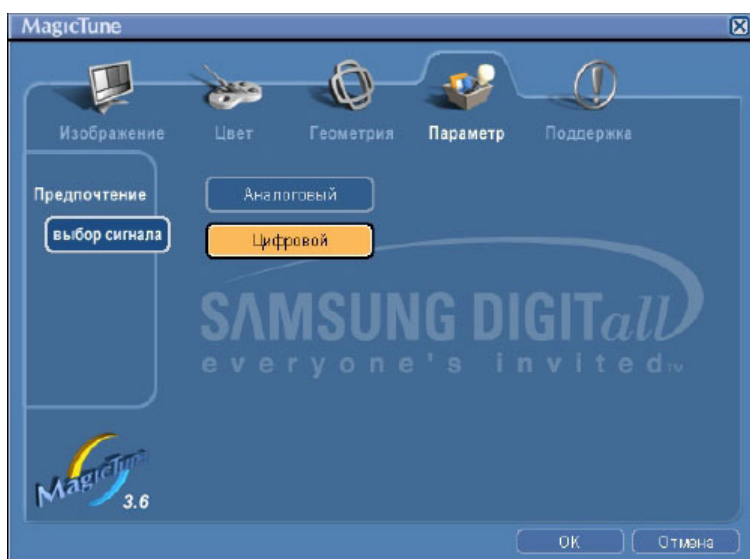 MagicTune
Изображение
Цвет
Геометрия
Параметр
Поддержка
Предпочтение
выбор сигнала
Аналоговый
Цифровой
SAMSUNG DIGITall
everyone's invited TM
MagicTune
3.6
OK
Отмена